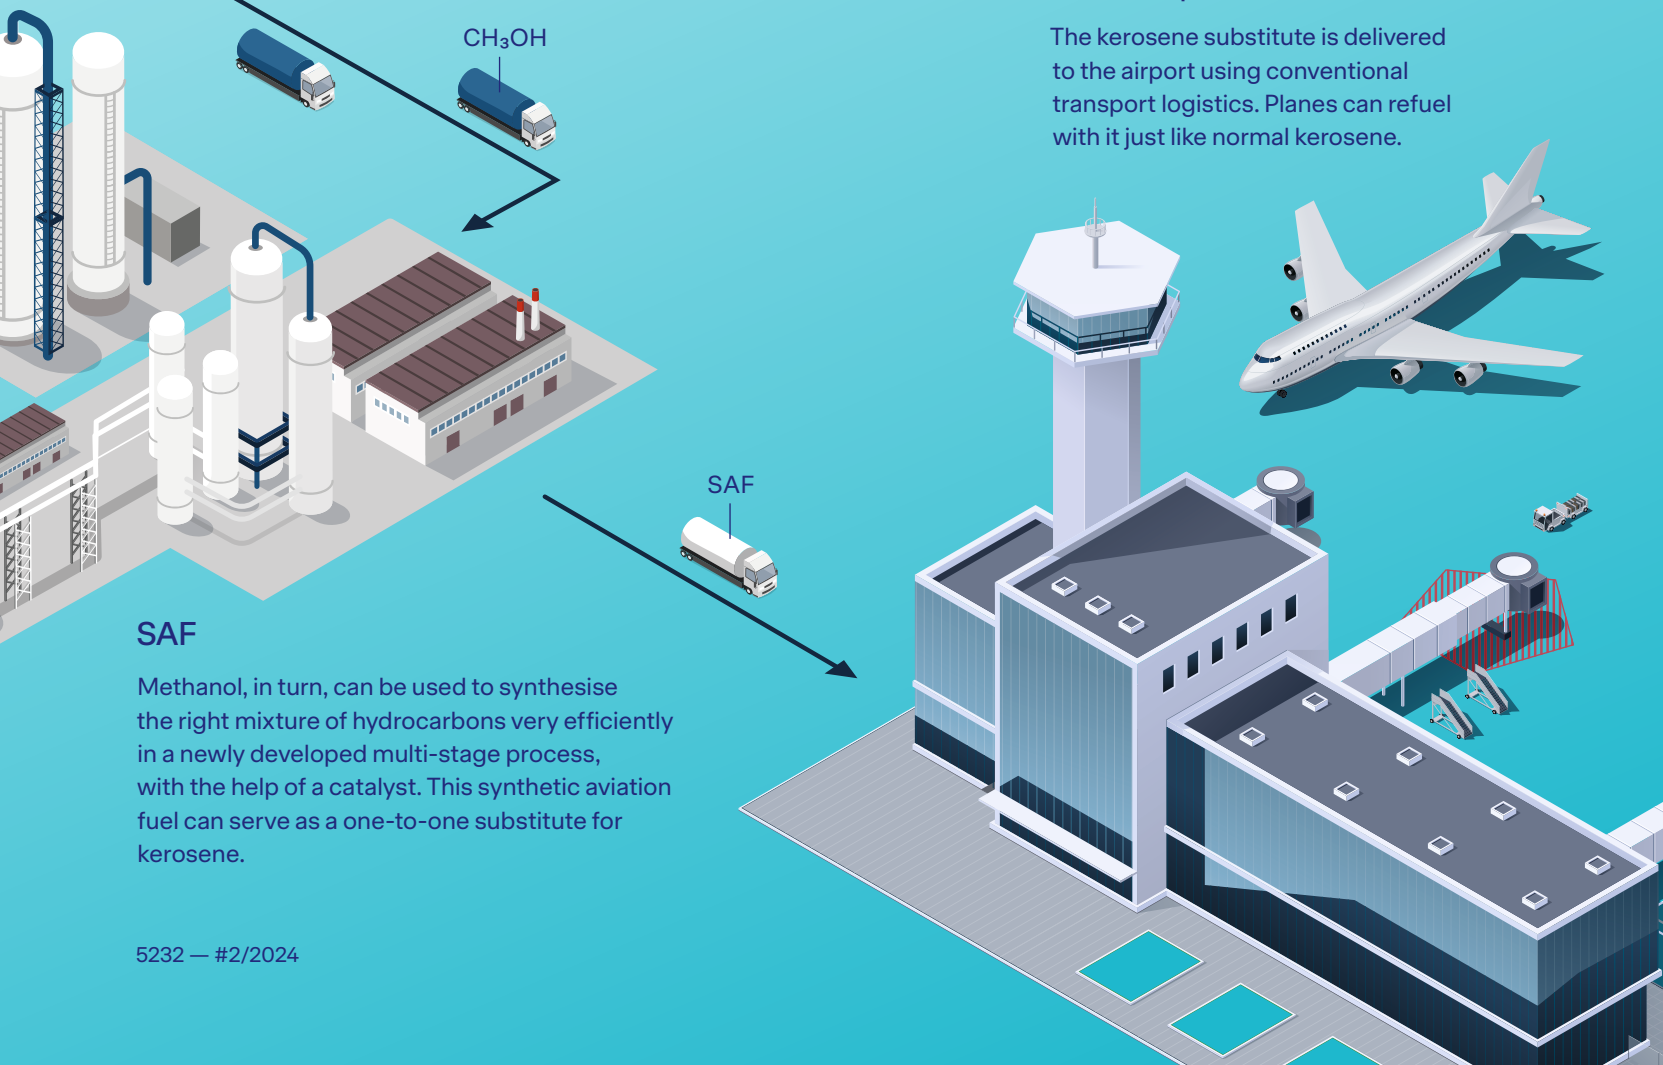 CH₃OH
The kerosene substitute is delivered
to the airport using conventional
transport logistics. Planes can refuel
with it just like normal kerosene.
SAF
SAF
Methanol, in turn, can be used to synthesise
the right mixture of hydrocarbons very efficiently
in a newly developed multi-stage process,
with the help of a catalyst. This synthetic aviation
fuel can serve as a one-to-one substitute for
kerosene.
5232 — #2/2024